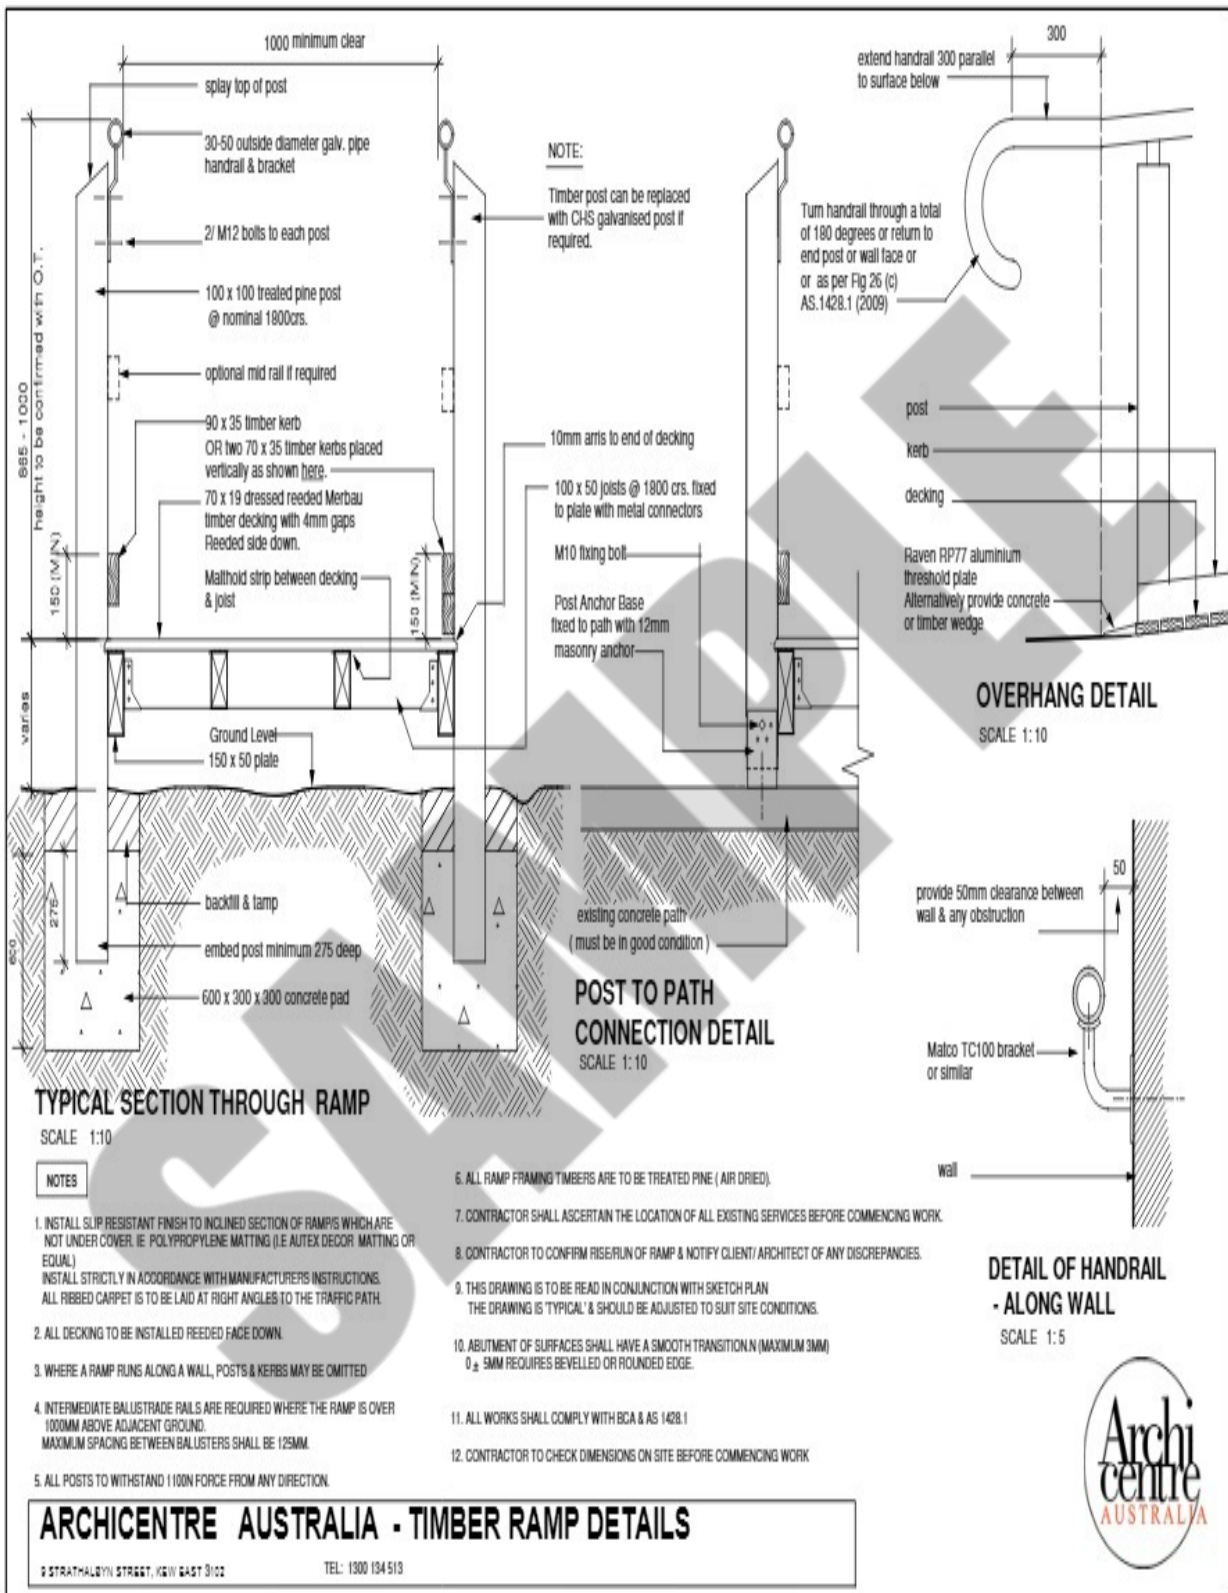 1000 minimum clear
splay top of post
30-50 outside diameter galv. pipe
handrail & bracket
2/ M12 bolts to each post
100 x 100 treated pine post
@ nominal 1800crs.
optional mid rail if required
90 x 35 timber kerb
OR two 70 x 35 timber kerbs placed
vertically as shown here.
70 x 19 dressed reeded Merbau
timber decking with 4mm gaps
Reeded side down.
Malthoid strip between decking
& joist
865 - 1000
height to be confirmed with O.T.
150 (MIN)
150 (MIN)
varies
Ground Level
150 x 50 plate
backfill & tamp
275
600
embed post minimum 275 deep
600 x 300 x 300 concrete pad
TYPICAL SECTION THROUGH RAMP
SCALE 1:10
NOTE:
Timber post can be replaced
with CHS galvanised post if
required.
10mm arris to end of decking
100 x 50 joists @ 1800 crs. fixed
to plate with metal connectors
M10 fixing bolt
Post Anchor Base
fixed to path with 12mm
masonry anchor
existing concrete path
( must be in good condition )
POST TO PATH
CONNECTION DETAIL
SCALE 1:10
300
extend handrail 300 parallel
to surface below
Turn handrail through a total
of 180 degrees or return to
end post or wall face or
or as per Fig 26 (c)
AS.1428.1 (2009)
post
kerb
decking
Raven RP77 aluminium
threshold plate
Alternatively provide concrete
or timber wedge
OVERHANG DETAIL
SCALE 1:10
50
provide 50mm clearance between
wall & any obstruction
Matco TC100 bracket
or similar
wall
DETAIL OF HANDRAIL
- ALONG WALL
SCALE 1:5
SAMPLE
NOTES
1. INSTALL SLIP RESISTANT FINISH TO INCLINED SECTION OF RAMP/S WHICH ARE
NOT UNDER COVER. IE POLYPROPYLENE MATTING (I.E AUTEX DECOR MATTING OR
EQUAL)
INSTALL STRICTLY IN ACCORDANCE WITH MANUFACTURERS INSTRUCTIONS.
ALL RIBBED CARPET IS TO BE LAID AT RIGHT ANGLES TO THE TRAFFIC PATH.
2. ALL DECKING TO BE INSTALLED REEDED FACE DOWN.
3. WHERE A RAMP RUNS ALONG A WALL, POSTS & KERBS MAY BE OMITTED
4. INTERMEDIATE BALUSTRADE RAILS ARE REQUIRED WHERE THE RAMP IS OVER
1000MM ABOVE ADJACENT GROUND.
MAXIMUM SPACING BETWEEN BALUSTERS SHALL BE 125MM.
5. ALL POSTS TO WITHSTAND 1100N FORCE FROM ANY DIRECTION.
6. ALL RAMP FRAMING TIMBERS ARE TO BE TREATED PINE ( AIR DRIED).
7. CONTRACTOR SHALL ASCERTAIN THE LOCATION OF ALL EXISTING SERVICES BEFORE COMMENCING WORK.
8. CONTRACTOR TO CONFIRM RISE/RUN OF RAMP & NOTIFY CLIENT/ ARCHITECT OF ANY DISCREPANCIES.
9. THIS DRAWING IS TO BE READ IN CONJUNCTION WITH SKETCH PLAN
THE DRAWING IS 'TYPICAL' & SHOULD BE ADJUSTED TO SUIT SITE CONDITIONS.
10. ABUTMENT OF SURFACES SHALL HAVE A SMOOTH TRANSITION.N (MAXIMUM 3MM)
0 ± 5MM REQUIRES BEVELLED OR ROUNDED EDGE.
11. ALL WORKS SHALL COMPLY WITH BCA & AS 1428.1
12. CONTRACTOR TO CHECK DIMENSIONS ON SITE BEFORE COMMENCING WORK
ARCHICENTRE AUSTRALIA - TIMBER RAMP DETAILS
9 STRATHALBYN STREET, KEW EAST 3102
TEL: 1300 134 513
Archi
centre
AUSTRALIA